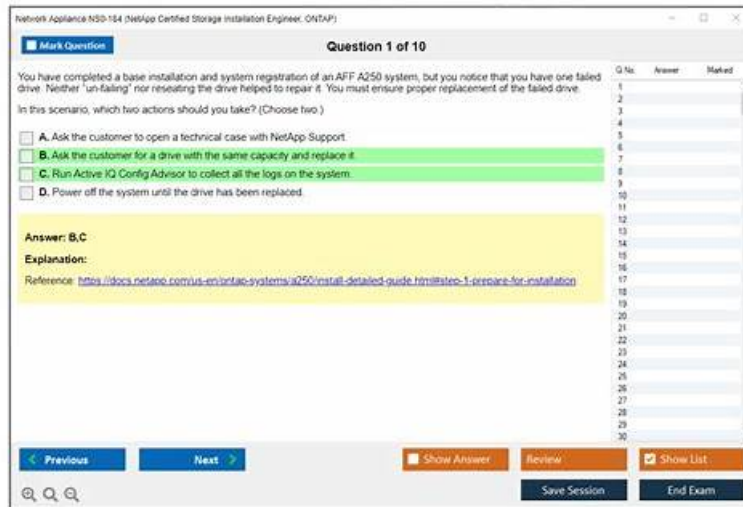 Network Appliance NS0-184 (NetApp Certified Storage Installation Engineer, ONTAP)
Mark Question
Question 1 of 10
Q No. Answer Marked
You have completed a base installation and system registration of an AFF A250 system, but you notice that you have one failed
drive. Neither "un-failing" nor reseating the drive helped to repair it. You must ensure proper replacement of the failed drive.
In this scenario, which two actions should you take? (Choose two.)
A. Ask the customer to open a technical case with NetApp Support.
B. Ask the customer for a drive with the same capacity and replace it.
C. Run Active IQ Config Advisor to collect all the logs on the system.
D. Power off the system until the drive has been replaced.
Answer: B,C
Explanation:
Reference: https://docs.netapp.com/us-en/ontap-systems/a250/install-detailed-guide.html#step-1-prepare-for-installation
1
2
3
4
5
6
7
8
9
10
11
12
13
14
15
16
17
18
19
20
21
22
23
24
25
26
27
28
29
30
Previous
Next
Show Answer
Review
Show List
Save Session
End Exam